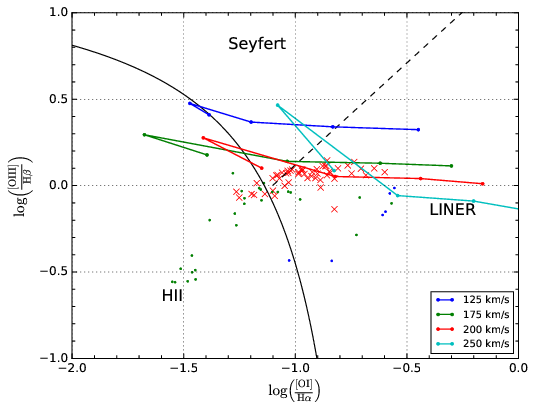 1.0
0.5
0.0
−0.5
−1.0
log([OIII]/Hβ)
Seyfert
LINER
HII
125 km/s
175 km/s
200 km/s
250 km/s
−2.0 −1.5 −1.0 −0.5 0.0
log([OI]/Hα)